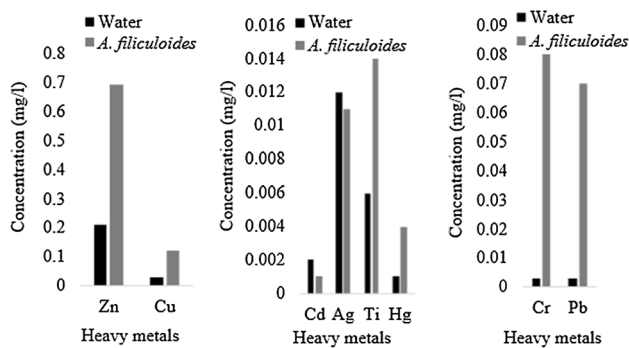 Water
A. filiculoides
0.8
0.7
0.6
0.5
0.4
0.3
0.2
0.1
0
Concentration (mg/l)
Zn Cu
Heavy metals
Water
A. filiculoides
0.016
0.014
0.012
0.01
0.008
0.006
0.004
0.002
0
Concentration (mg/l)
Cd Ag Ti Hg
Heavy metals
Water
A. filiculoides
0.09
0.08
0.07
0.06
0.05
0.04
0.03
0.02
0.01
0
Concentration (mg/l)
Cr Pb
Heavy metals